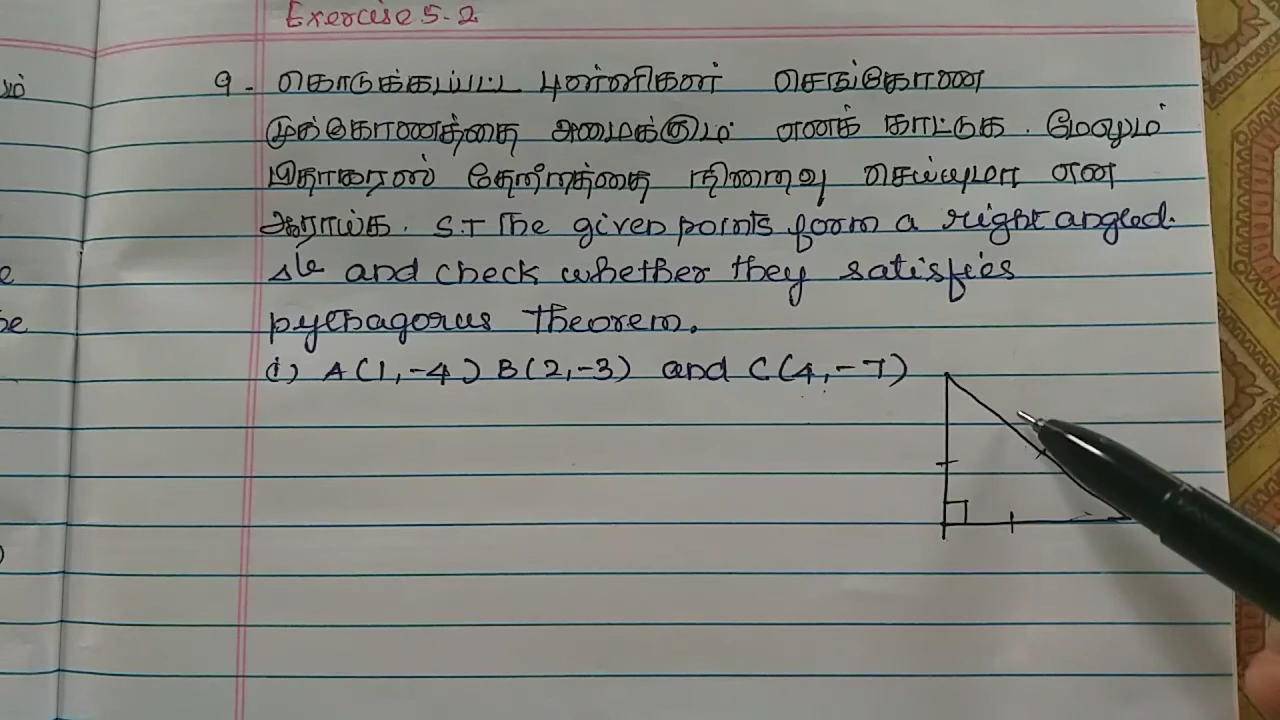 Exercise 5.2
9. கொடுக்கப்பட்ட புள்ளிகள் செங்கோண
முக்கோணத்தை அமைக்கும் எனக் காட்டுக. மேலும்
பிதாகரஸ் தேற்றத்தை நிறைவு செய்யுமா என
ஆராய்க. S.T the given points form a right angled
Δle and check whether they satisfies
pythagorus theorem.
(i) A(1,-4) B(2,-3) and C(4,-7)